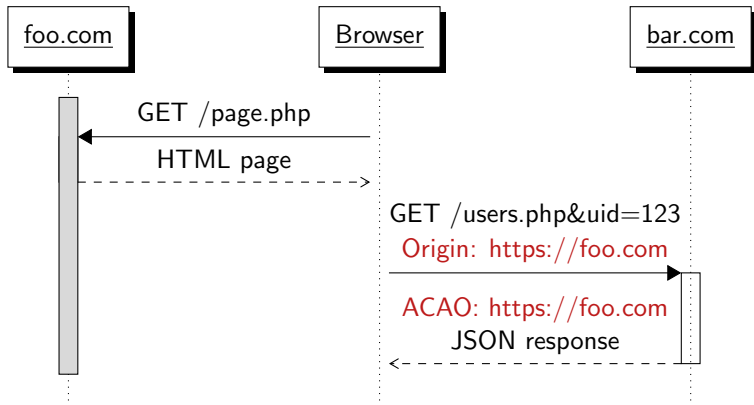 foo.com
Browser
bar.com
GET /page.php
HTML page
GET /users.php&uid=123
Origin: https://foo.com
ACAO: https://foo.com
JSON response